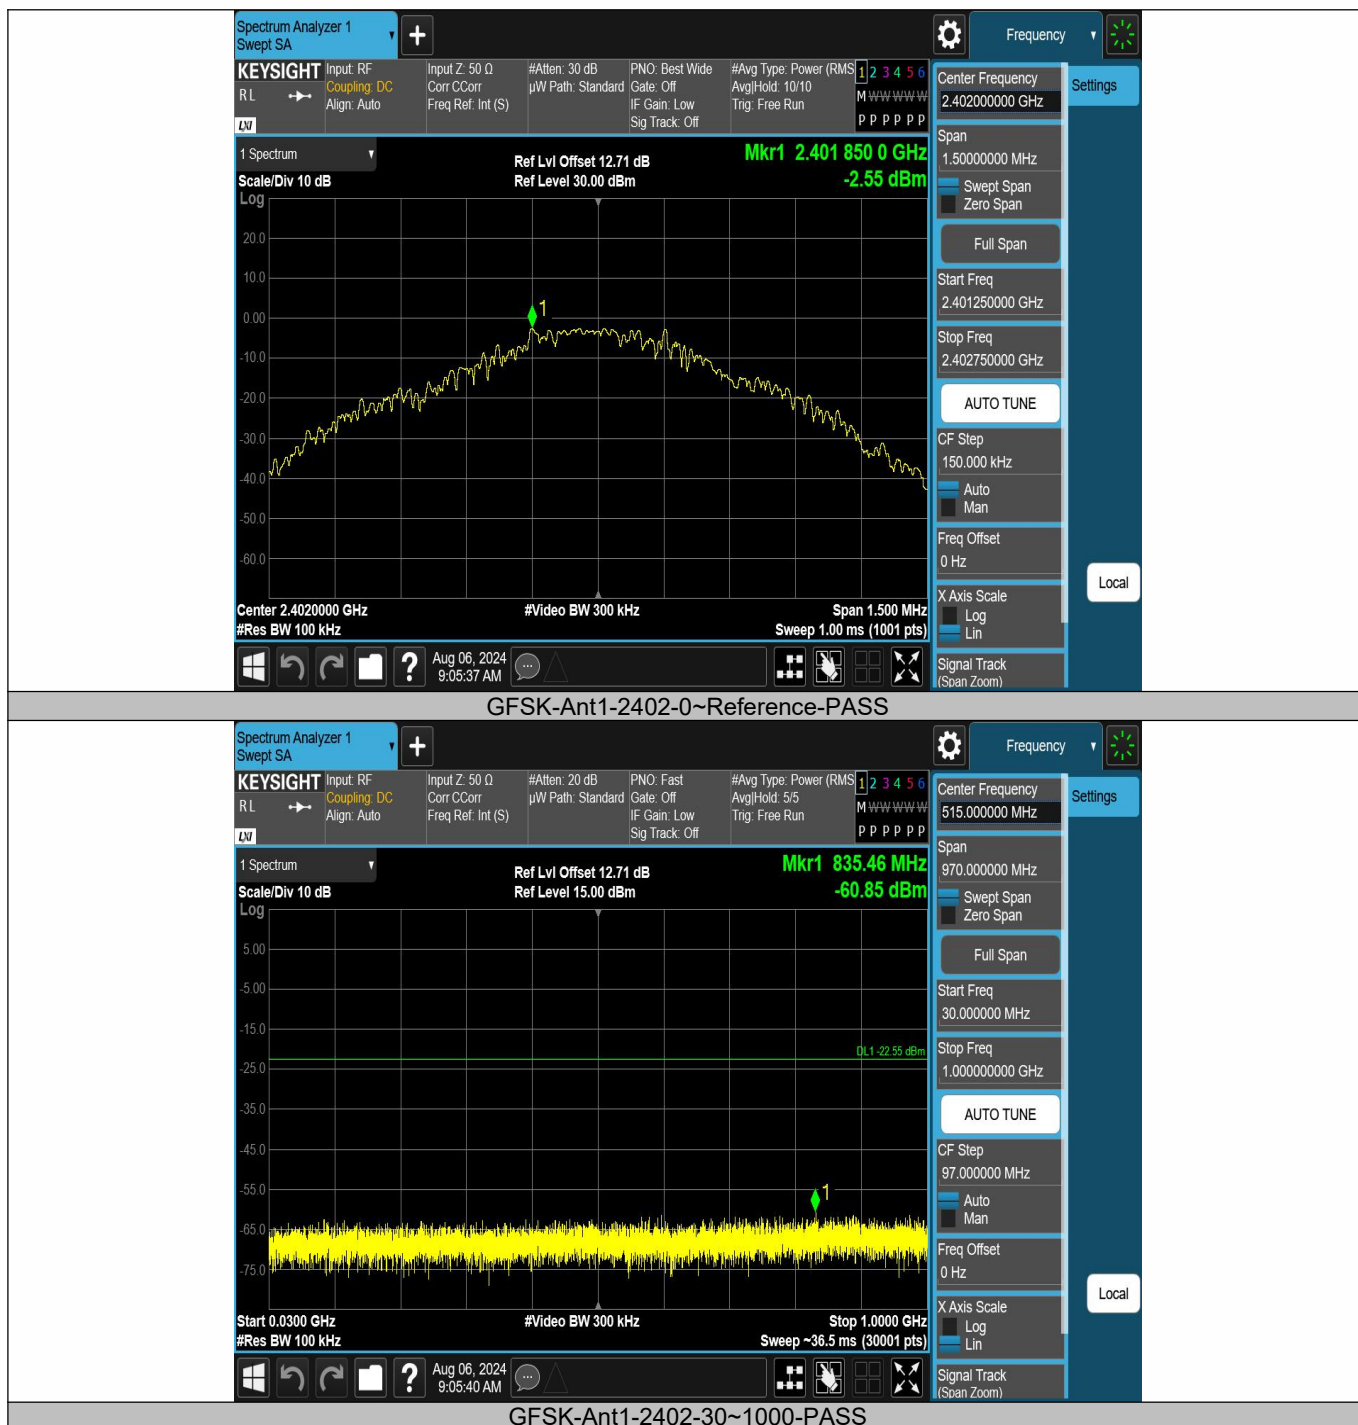 Spectrum Analyzer 1
Swept SA
+
Frequency
KEYSIGHT
RL
LXI
Input: RF
Coupling: DC
Align: Auto
Input Z: 50 Ω
Corr CCorr
Freq Ref: Int (S)
#Atten: 30 dB
µW Path: Standard
PNO: Best Wide
Gate: Off
IF Gain: Low
Sig Track: Off
#Avg Type: Power (RMS
Avg|Hold: 10/10
Trig: Free Run
1 2 3 4 5 6
M W W W W W
P P P P P P
Center Frequency
2.402000000 GHz
Settings
Span
1.50000000 MHz
Swept Span
Zero Span
Full Span
Start Freq
2.401250000 GHz
Stop Freq
2.402750000 GHz
AUTO TUNE
CF Step
150.000 kHz
Auto
Man
Freq Offset
0 Hz
X Axis Scale
Log
Lin
Signal Track
(Span Zoom)
Local
1 Spectrum
Scale/Div 10 dB
Log
Ref Lvl Offset 12.71 dB
Ref Level 30.00 dBm
Mkr1 2.401 850 0 GHz
-2.55 dBm
20.0
10.0
0.00
-10.0
-20.0
-30.0
-40.0
-50.0
-60.0
1
Center 2.4020000 GHz
#Res BW 100 kHz
#Video BW 300 kHz
Span 1.500 MHz
Sweep 1.00 ms (1001 pts)
?
Aug 06, 2024
9:05:37 AM
GFSK-Ant1-2402-0~Reference-PASS
Spectrum Analyzer 1
Swept SA
+
Frequency
KEYSIGHT
RL
LXI
Input: RF
Coupling: DC
Align: Auto
Input Z: 50 Ω
Corr CCorr
Freq Ref: Int (S)
#Atten: 20 dB
µW Path: Standard
PNO: Fast
Gate: Off
IF Gain: Low
Sig Track: Off
#Avg Type: Power (RMS
Avg|Hold: 5/5
Trig: Free Run
1 2 3 4 5 6
M W W W W W
P P P P P P
Center Frequency
515.000000 MHz
Settings
Span
970.000000 MHz
Swept Span
Zero Span
Full Span
Start Freq
30.000000 MHz
Stop Freq
1.000000000 GHz
AUTO TUNE
CF Step
97.000000 MHz
Auto
Man
Freq Offset
0 Hz
X Axis Scale
Log
Lin
Signal Track
(Span Zoom)
Local
1 Spectrum
Scale/Div 10 dB
Log
Ref Lvl Offset 12.71 dB
Ref Level 15.00 dBm
Mkr1 835.46 MHz
-60.85 dBm
5.00
-5.00
-15.0
-25.0
-35.0
-45.0
-55.0
-65.0
-75.0
DL1 -22.55 dBm
1
Start 0.0300 GHz
#Res BW 100 kHz
#Video BW 300 kHz
Stop 1.0000 GHz
Sweep ~36.5 ms (30001 pts)
?
Aug 06, 2024
9:05:40 AM
GFSK-Ant1-2402-30~1000-PASS